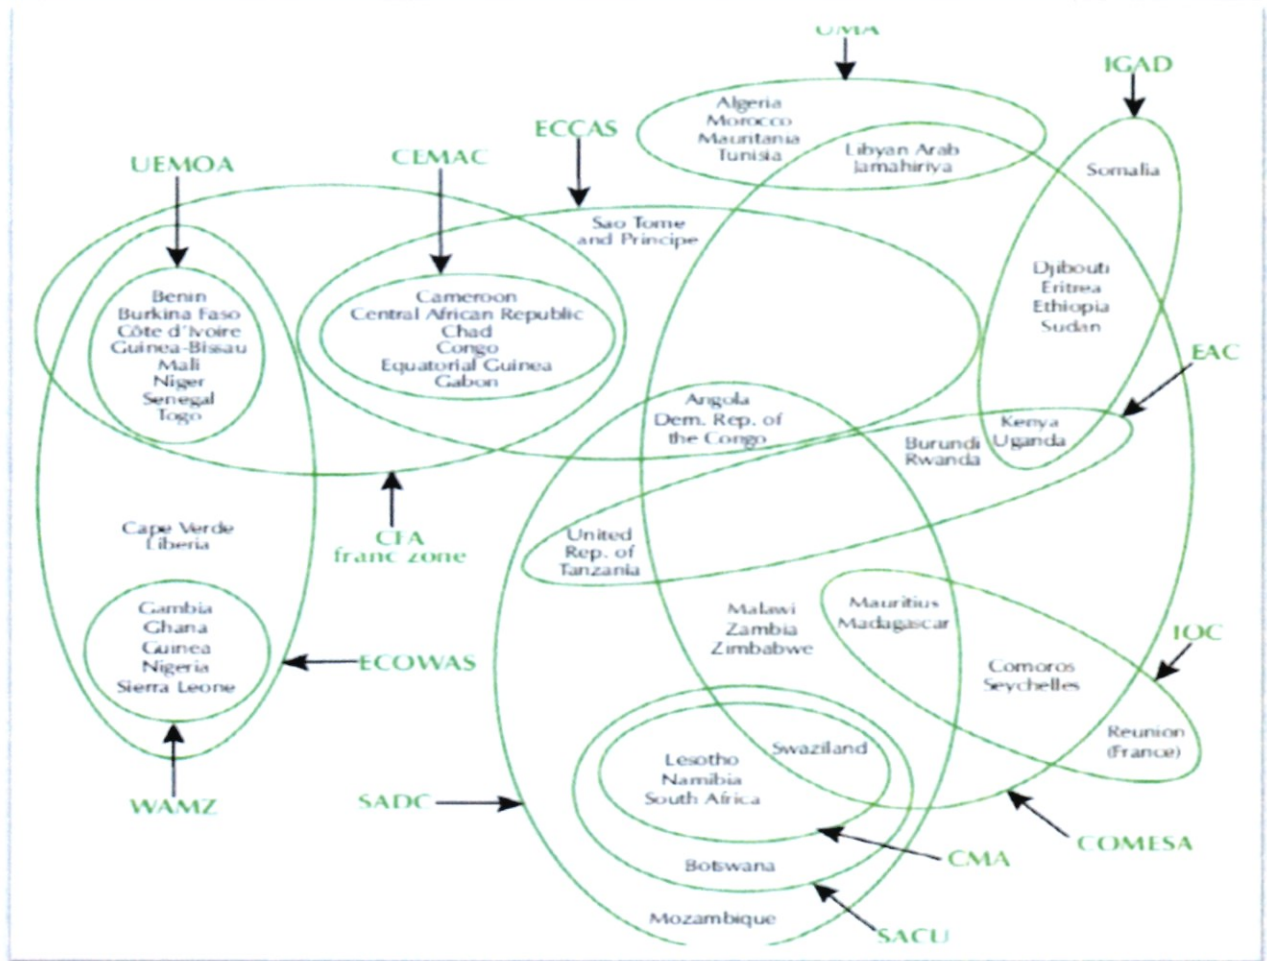 UMA
IGAD
ECCAS
CEMAC
UEMOA
Algeria
Morocco
Mauritania
Tunisia
Libyan Arab
Jamahiriya
Somalia
Sao Tome
and Principe
Djibouti
Eritrea
Ethiopia
Sudan
Benin
Burkina Faso
Côte d'Ivoire
Guinea-Bissau
Mali
Niger
Senegal
Togo
Cameroon
Central African Republic
Chad
Congo
Equatorial Guinea
Gabon
EAC
Angola
Dem. Rep. of
the Congo
Kenya
Uganda
Burundi
Rwanda
Cape Verde
Liberia
CFA
franc zone
United
Rep. of
Tanzania
Gambia
Ghana
Guinea
Nigeria
Sierra Leone
ECOWAS
Malawi
Zambia
Zimbabwe
Mauritius
Madagascar
IOC
Comoros
Seychelles
Reunion
(France)
Swaziland
Lesotho
Namibia
South Africa
WAMZ
SADC
COMESA
CMA
Botswana
Mozambique
SACU